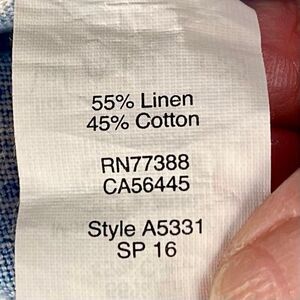 55% Linen
45% Cotton
RN77388
CA56445
Style A5331
SP 16